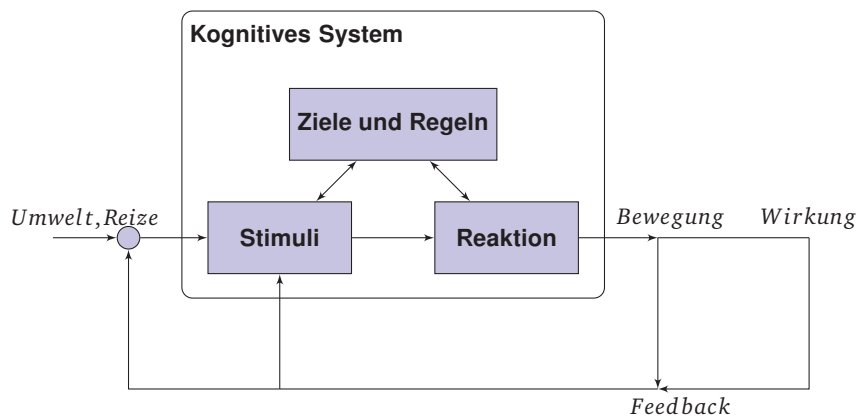 Kognitives System
Ziele und Regeln
Umwelt,Reize
Stimuli
Reaktion
Bewegung
Wirkung
Feedback